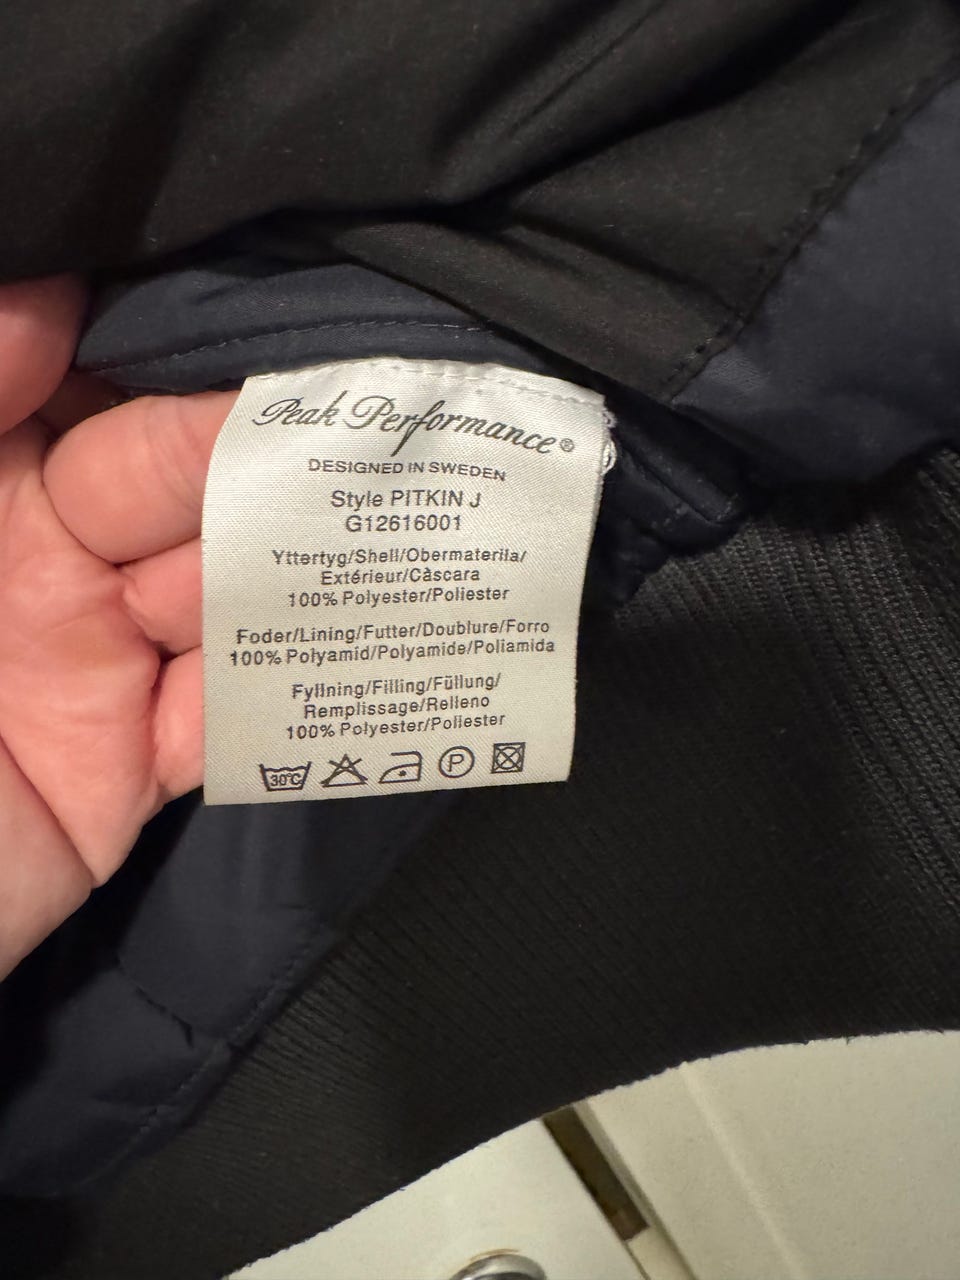 Peak Performance®
DESIGNED IN SWEDEN
Style PITKIN J
G12616001
Yttertyg/Shell/Obermaterila/
Extérieur/Càscara
100% Polyester/Poliester
Foder/Lining/Futter/Doublure/Forro
100% Polyamid/Polyamide/Poliamida
Fyllning/Filling/Füllung/
Remplissage/Relleno
100% Polyester/Poliester
30°C P